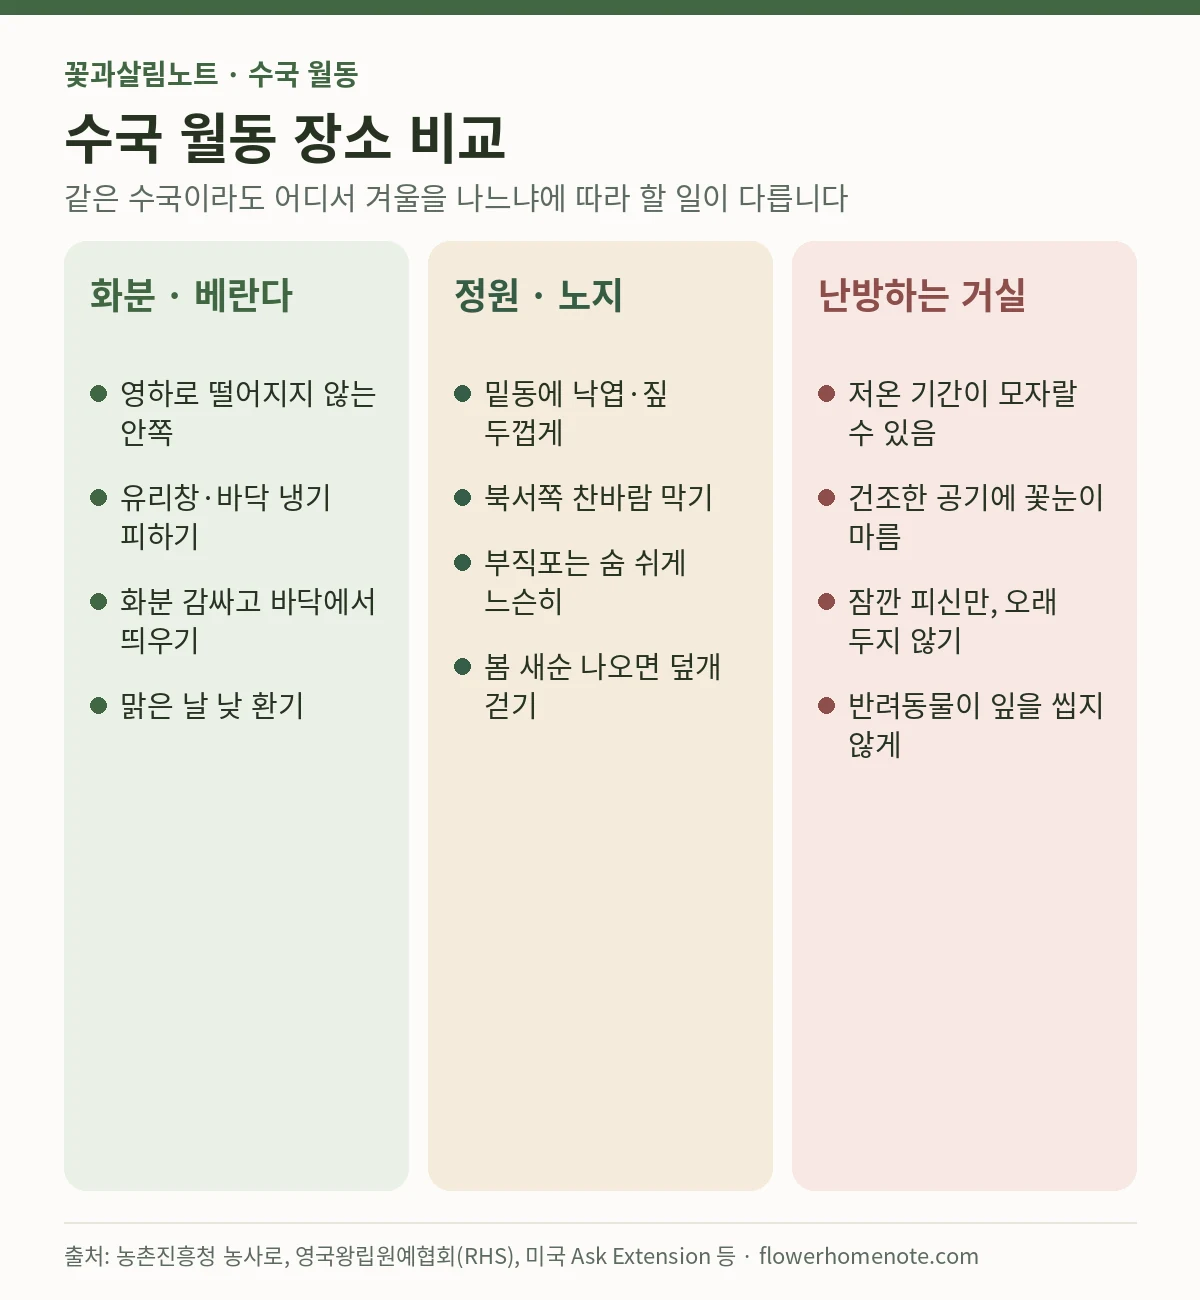 꽃과살림노트 · 수국 월동
수국 월동 장소 비교
같은 수국이라도 어디서 겨울을 나느냐에 따라 할 일이 다릅니다
화분 · 베란다
영하로 떨어지지 않는
안쪽
유리창·바닥 냉기
피하기
화분 감싸고 바닥에서
띄우기
맑은 날 낮 환기
정원 · 노지
밑동에 낙엽·짚
두껍게
북서쪽 찬바람 막기
부직포는 숨 쉬게
느슨히
봄 새순 나오면 덮개
걷기
난방하는 거실
저온 기간이 모자랄
수 있음
건조한 공기에 꽃눈이
마름
잠깐 피신만, 오래
두지 않기
반려동물이 잎을 씹지
않게
출처: 농촌진흥청 농사로, 영국왕립원예협회(RHS), 미국 Ask Extension 등 · flowerhomenote.com